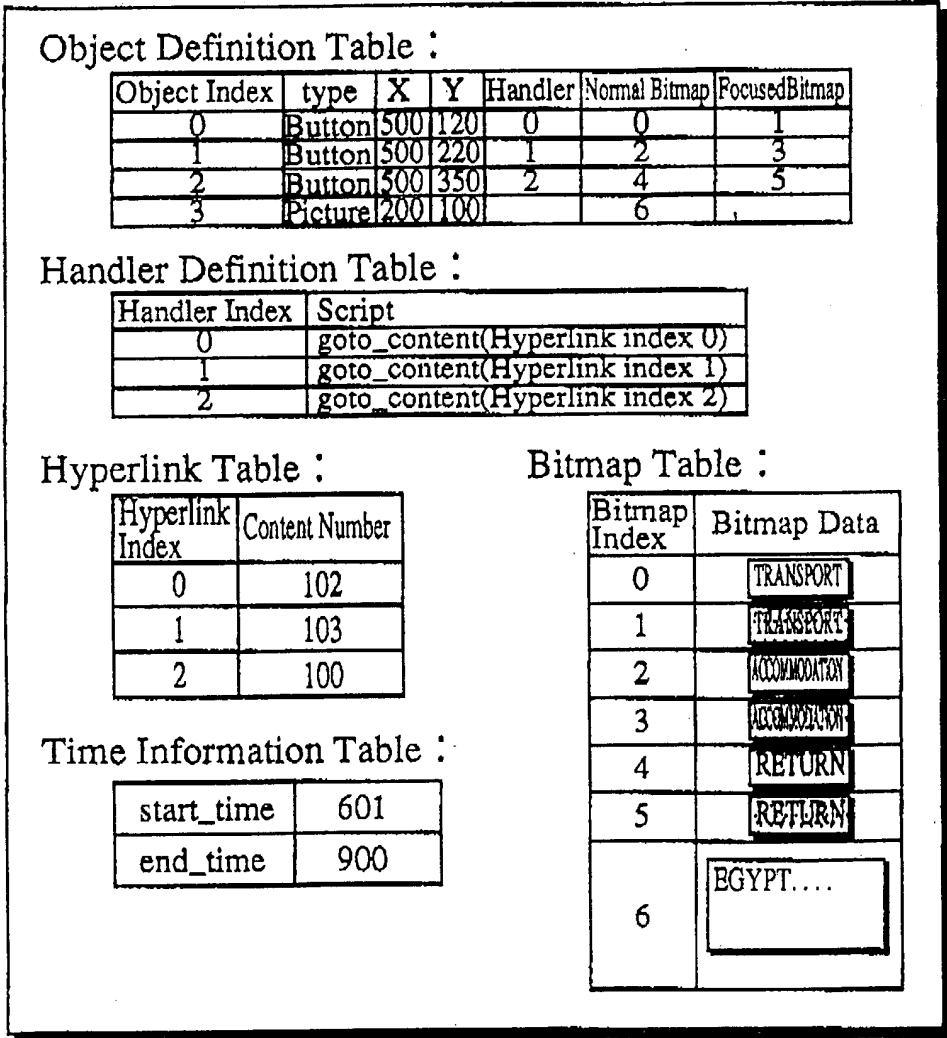 Object Definition Table :
Object Index type X Y Handler Normal Bitmap FocusedBitmap
0 Button 500 120 0 0 1
1 Button 500 220 1 2 3
2 Button 500 350 2 4 5
3 Picture 200 100 6
Handler Definition Table :
Handler Index Script
0 goto_content(Hyperlink index 0)
1 goto_content(Hyperlink index 1)
2 goto_content(Hyperlink index 2)
Hyperlink Table :
Hyperlink Index Content Number
0 102
1 103
2 100
Time Information Table :
start_time 601
end_time 900
Bitmap Table :
Bitmap Index Bitmap Data
0 TRANSPORT
1 TRANSPORT
2 ACCOMMODATION
3 ACCOMMODATION
4 RETURN
5 RETURN
6 EGYPT....